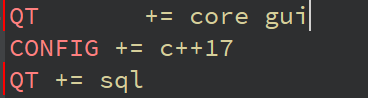 QT       += core gui
CONFIG += c++17
QT += sql